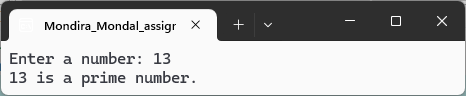 Mondira_Mondal_assigr
Enter a number: 13
13 is a prime number.